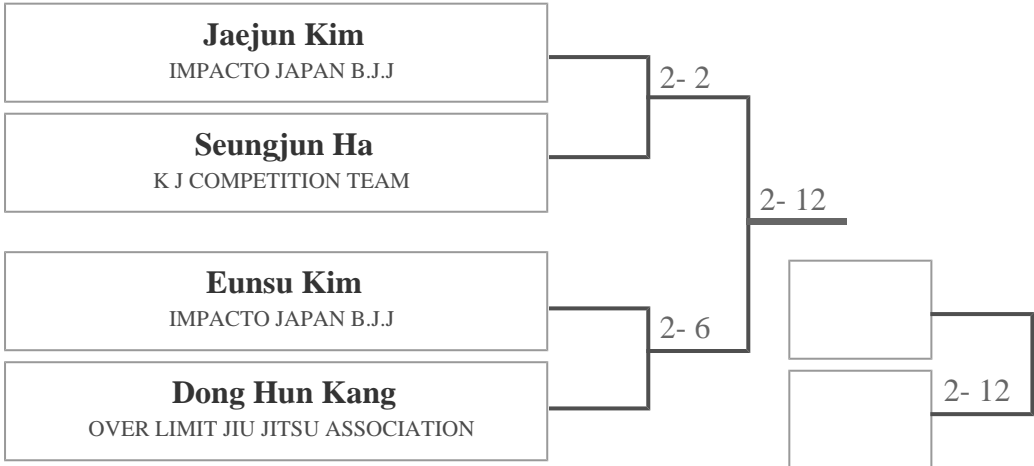 Jaejun Kim
IMPACTO JAPAN B.J.J
2- 2
Seungjun Ha
K J COMPETITION TEAM
2- 12
Eunsu Kim
IMPACTO JAPAN B.J.J
2- 6
Dong Hun Kang
OVER LIMIT JIU JITSU ASSOCIATION
2- 12